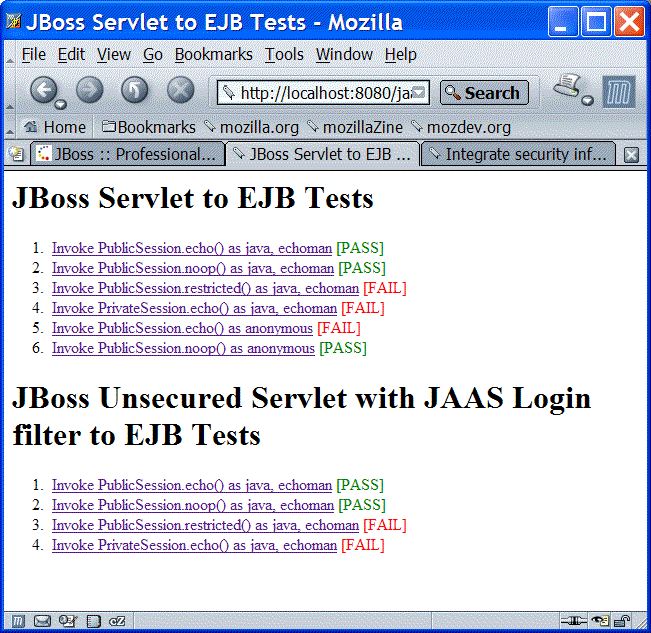 JBoss Servlet to EJB Tests - Mozilla
File Edit View Go Bookmarks Tools Window Help
http://localhost:8080/jaa Search
Home Bookmarks mozilla.org mozillaZine mozdev.org
JBoss :: Professional... JBoss Servlet to EJB ... Integrate security inf...
JBoss Servlet to EJB Tests
1. Invoke PublicSession.echo() as java, echoman [PASS]
2. Invoke PublicSession.noop() as java, echoman [PASS]
3. Invoke PublicSession.restricted() as java, echoman [FAIL]
4. Invoke PrivateSession.echo() as java, echoman [FAIL]
5. Invoke PublicSession.echo() as anonymous [FAIL]
6. Invoke PublicSession.noop() as anonymous [PASS]
JBoss Unsecured Servlet with JAAS Login
filter to EJB Tests
1. Invoke PublicSession.echo() as java, echoman [PASS]
2. Invoke PublicSession.noop() as java, echoman [PASS]
3. Invoke PublicSession.restricted() as java, echoman [FAIL]
4. Invoke PrivateSession.echo() as java, echoman [FAIL]